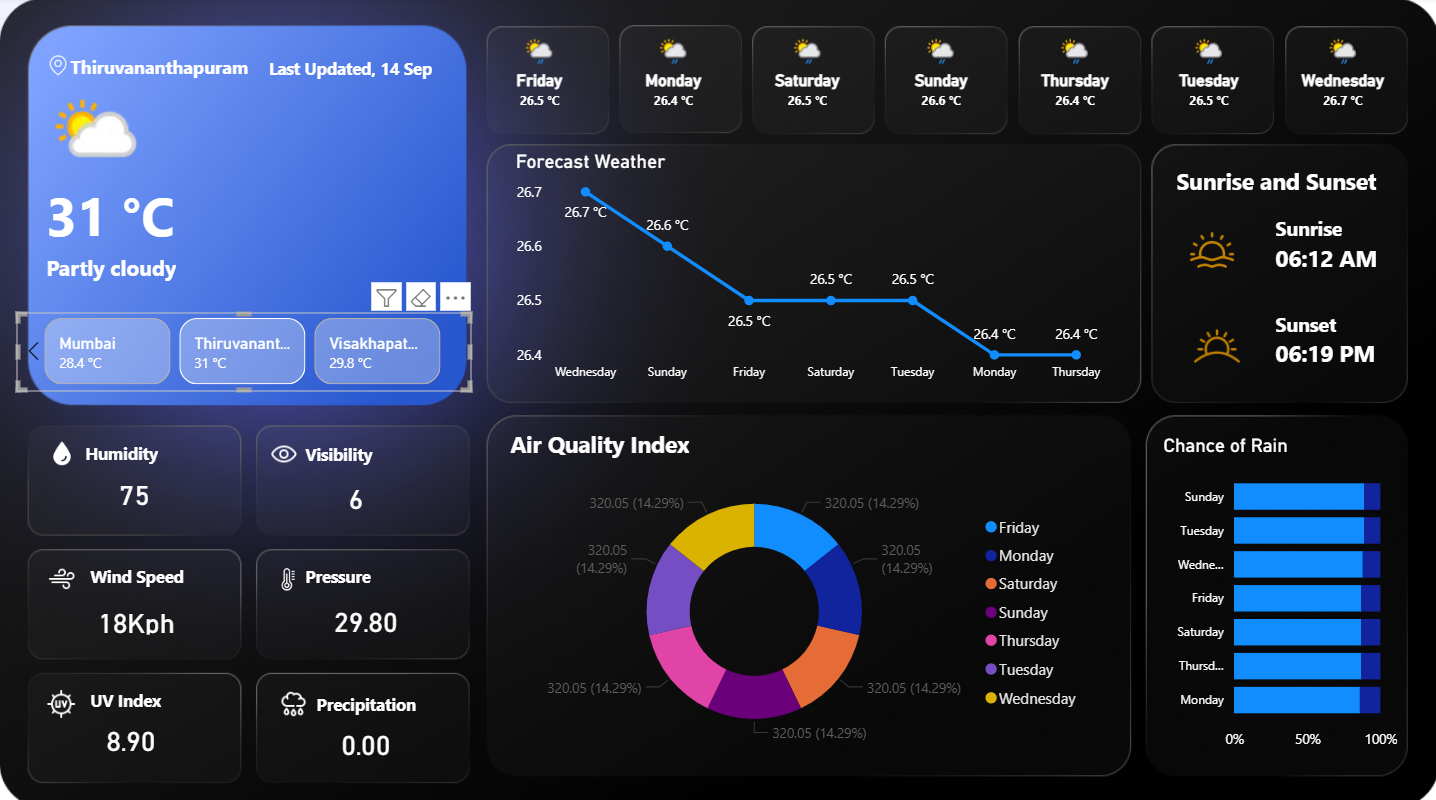 Thiruvananthapuram
Last Updated, 14 Sep
31 °C
Partly cloudy
Mumbai
28.4 °C
Thiruvanant...
31 °C
Visakhapat...
29.8 °C
Friday
26.5 °C
Monday
26.4 °C
Saturday
26.5 °C
Sunday
26.6 °C
Thursday
26.4 °C
Tuesday
26.5 °C
Wednesday
26.7 °C
Forecast Weather
26.7
26.6
26.5
26.4
26.7 °C
26.6 °C
26.5 °C
26.5 °C
26.5 °C
26.4 °C
26.4 °C
Wednesday
Sunday
Friday
Saturday
Tuesday
Monday
Thursday
Sunrise and Sunset
Sunrise
06:12 AM
Sunset
06:19 PM
Humidity
75
Visibility
6
Wind Speed
18Kph
Pressure
29.80
UV
UV Index
8.90
Precipitation
0.00
Air Quality Index
320.05 (14.29%)
320.05 (14.29%)
320.05
(14.29%)
320.05
(14.29%)
320.05 (14.29%)
320.05 (14.29%)
320.05 (14.29%)
Friday
Monday
Saturday
Sunday
Thursday
Tuesday
Wednesday
Chance of Rain
Sunday
Tuesday
Wedne...
Friday
Saturday
Thursd...
Monday
0%
50%
100%